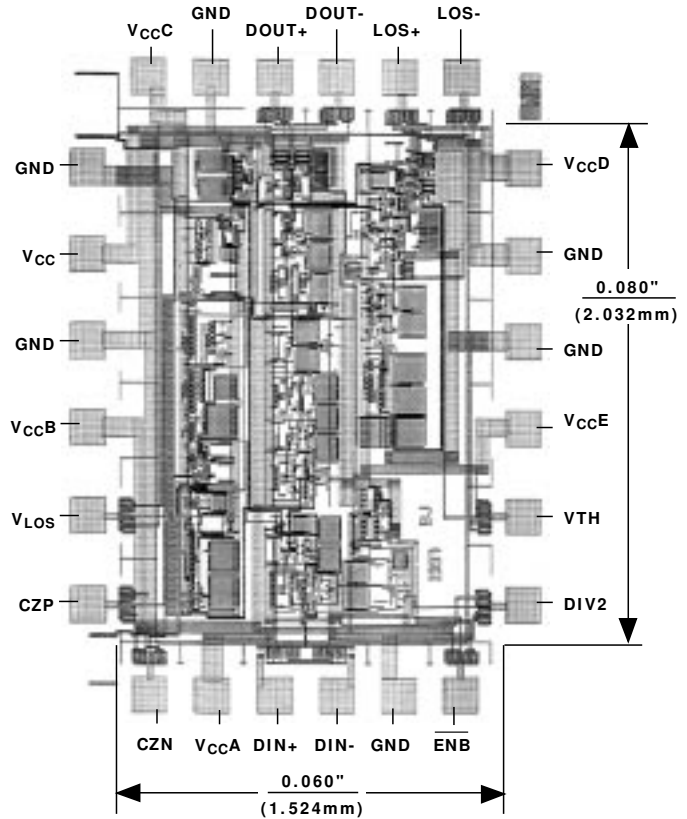 VCCC GND DOUT+ DOUT- LOS+ LOS-
GND
VCC
GND
VCCB
VLOS
CZP
VCCD
GND
GND
VCCE
VTH
DIV2
0.080"
(2.032mm)
CZN VCCA DIN+ DIN- GND ENB
0.060"
(1.524mm)